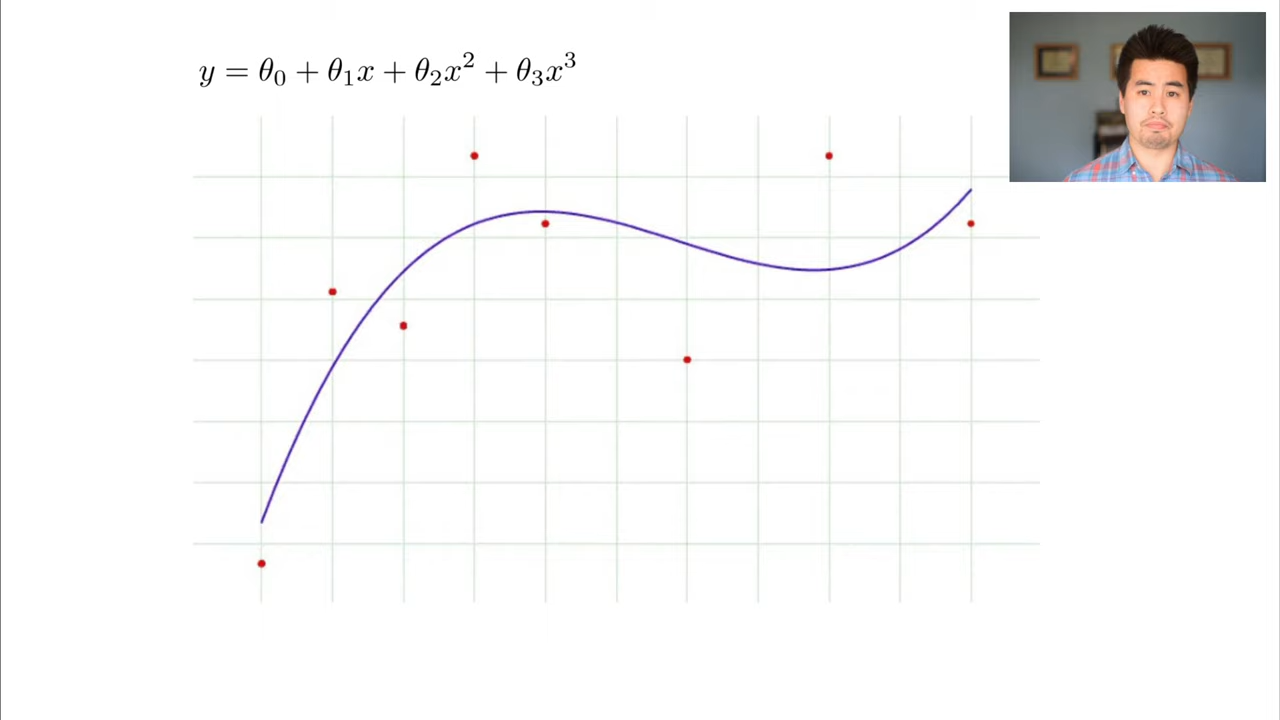 y = θ₀ + θ₁x + θ₂x² + θ₃x³